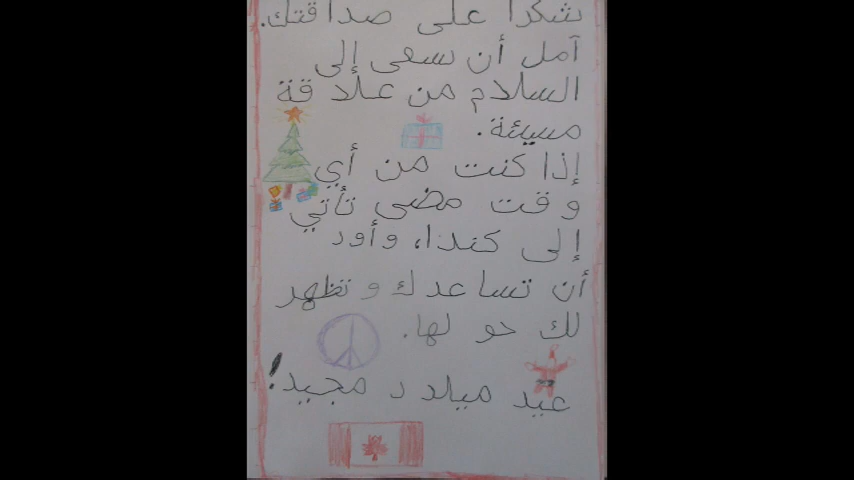 شكرا على صداقتك.
آمل أن نسعى إلى
السلام من علاقة
مسيئة.
إذا كنت من أي
وقت مضى تأتي
إلى كندا، وأود
أن تساعدك وتظهر
لك حولها.
عيد ميلاد مجيد!